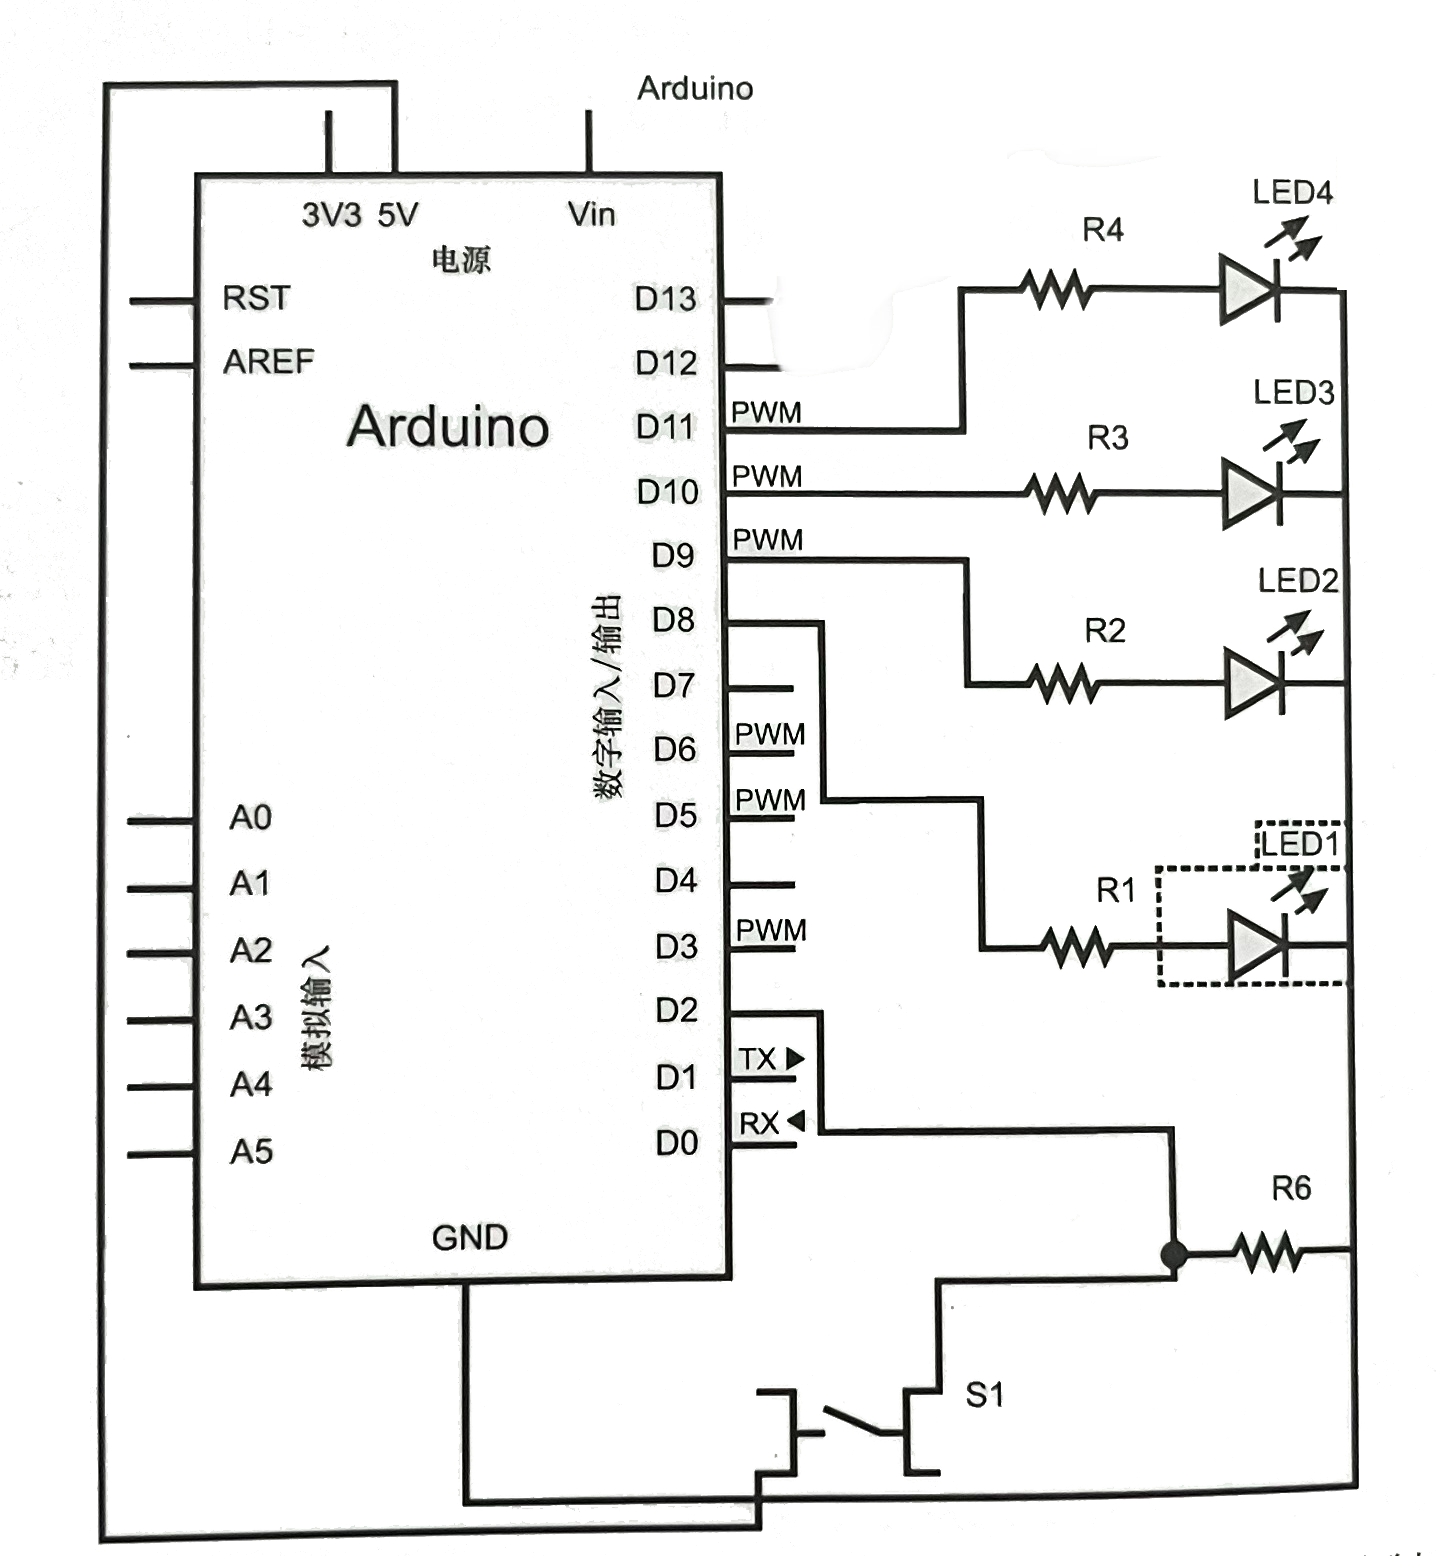 Arduino
3V3 5V Vin
电源
RST
AREF
Arduino
A0
A1
A2
A3
A4
A5
模拟输入
GND
数字输入/输出
D13
D12
D11 PWM
D10 PWM
D9 PWM
D8
D7
D6 PWM
D5 PWM
D4
D3 PWM
D2
D1 TX
D0 RX
R4 LED4
R3 LED3
R2 LED2
R1 LED1
R6
S1